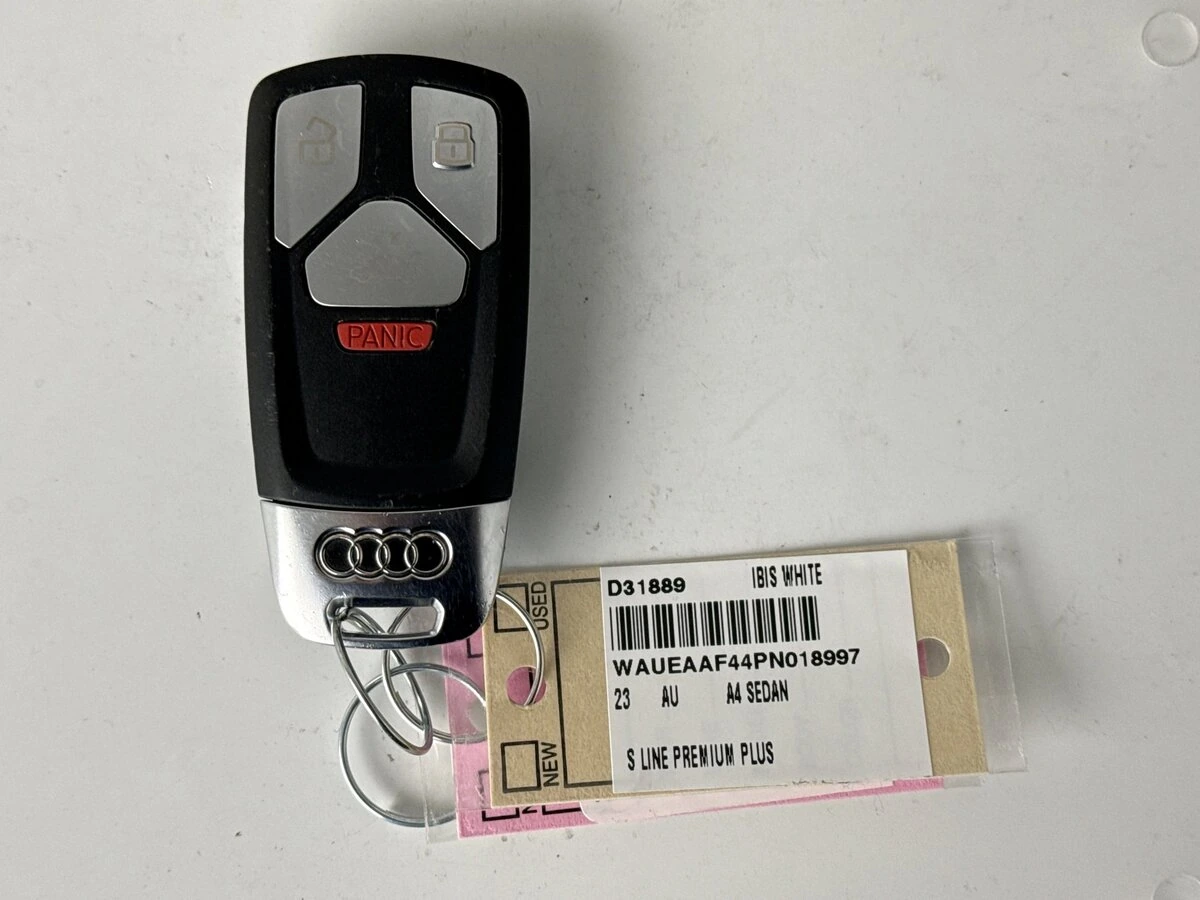 PANIC
USED
NEW
D31889 IBIS WHITE
WAUEAAF44PN018997
23 AU A4 SEDAN
S LINE PREMIUM PLUS